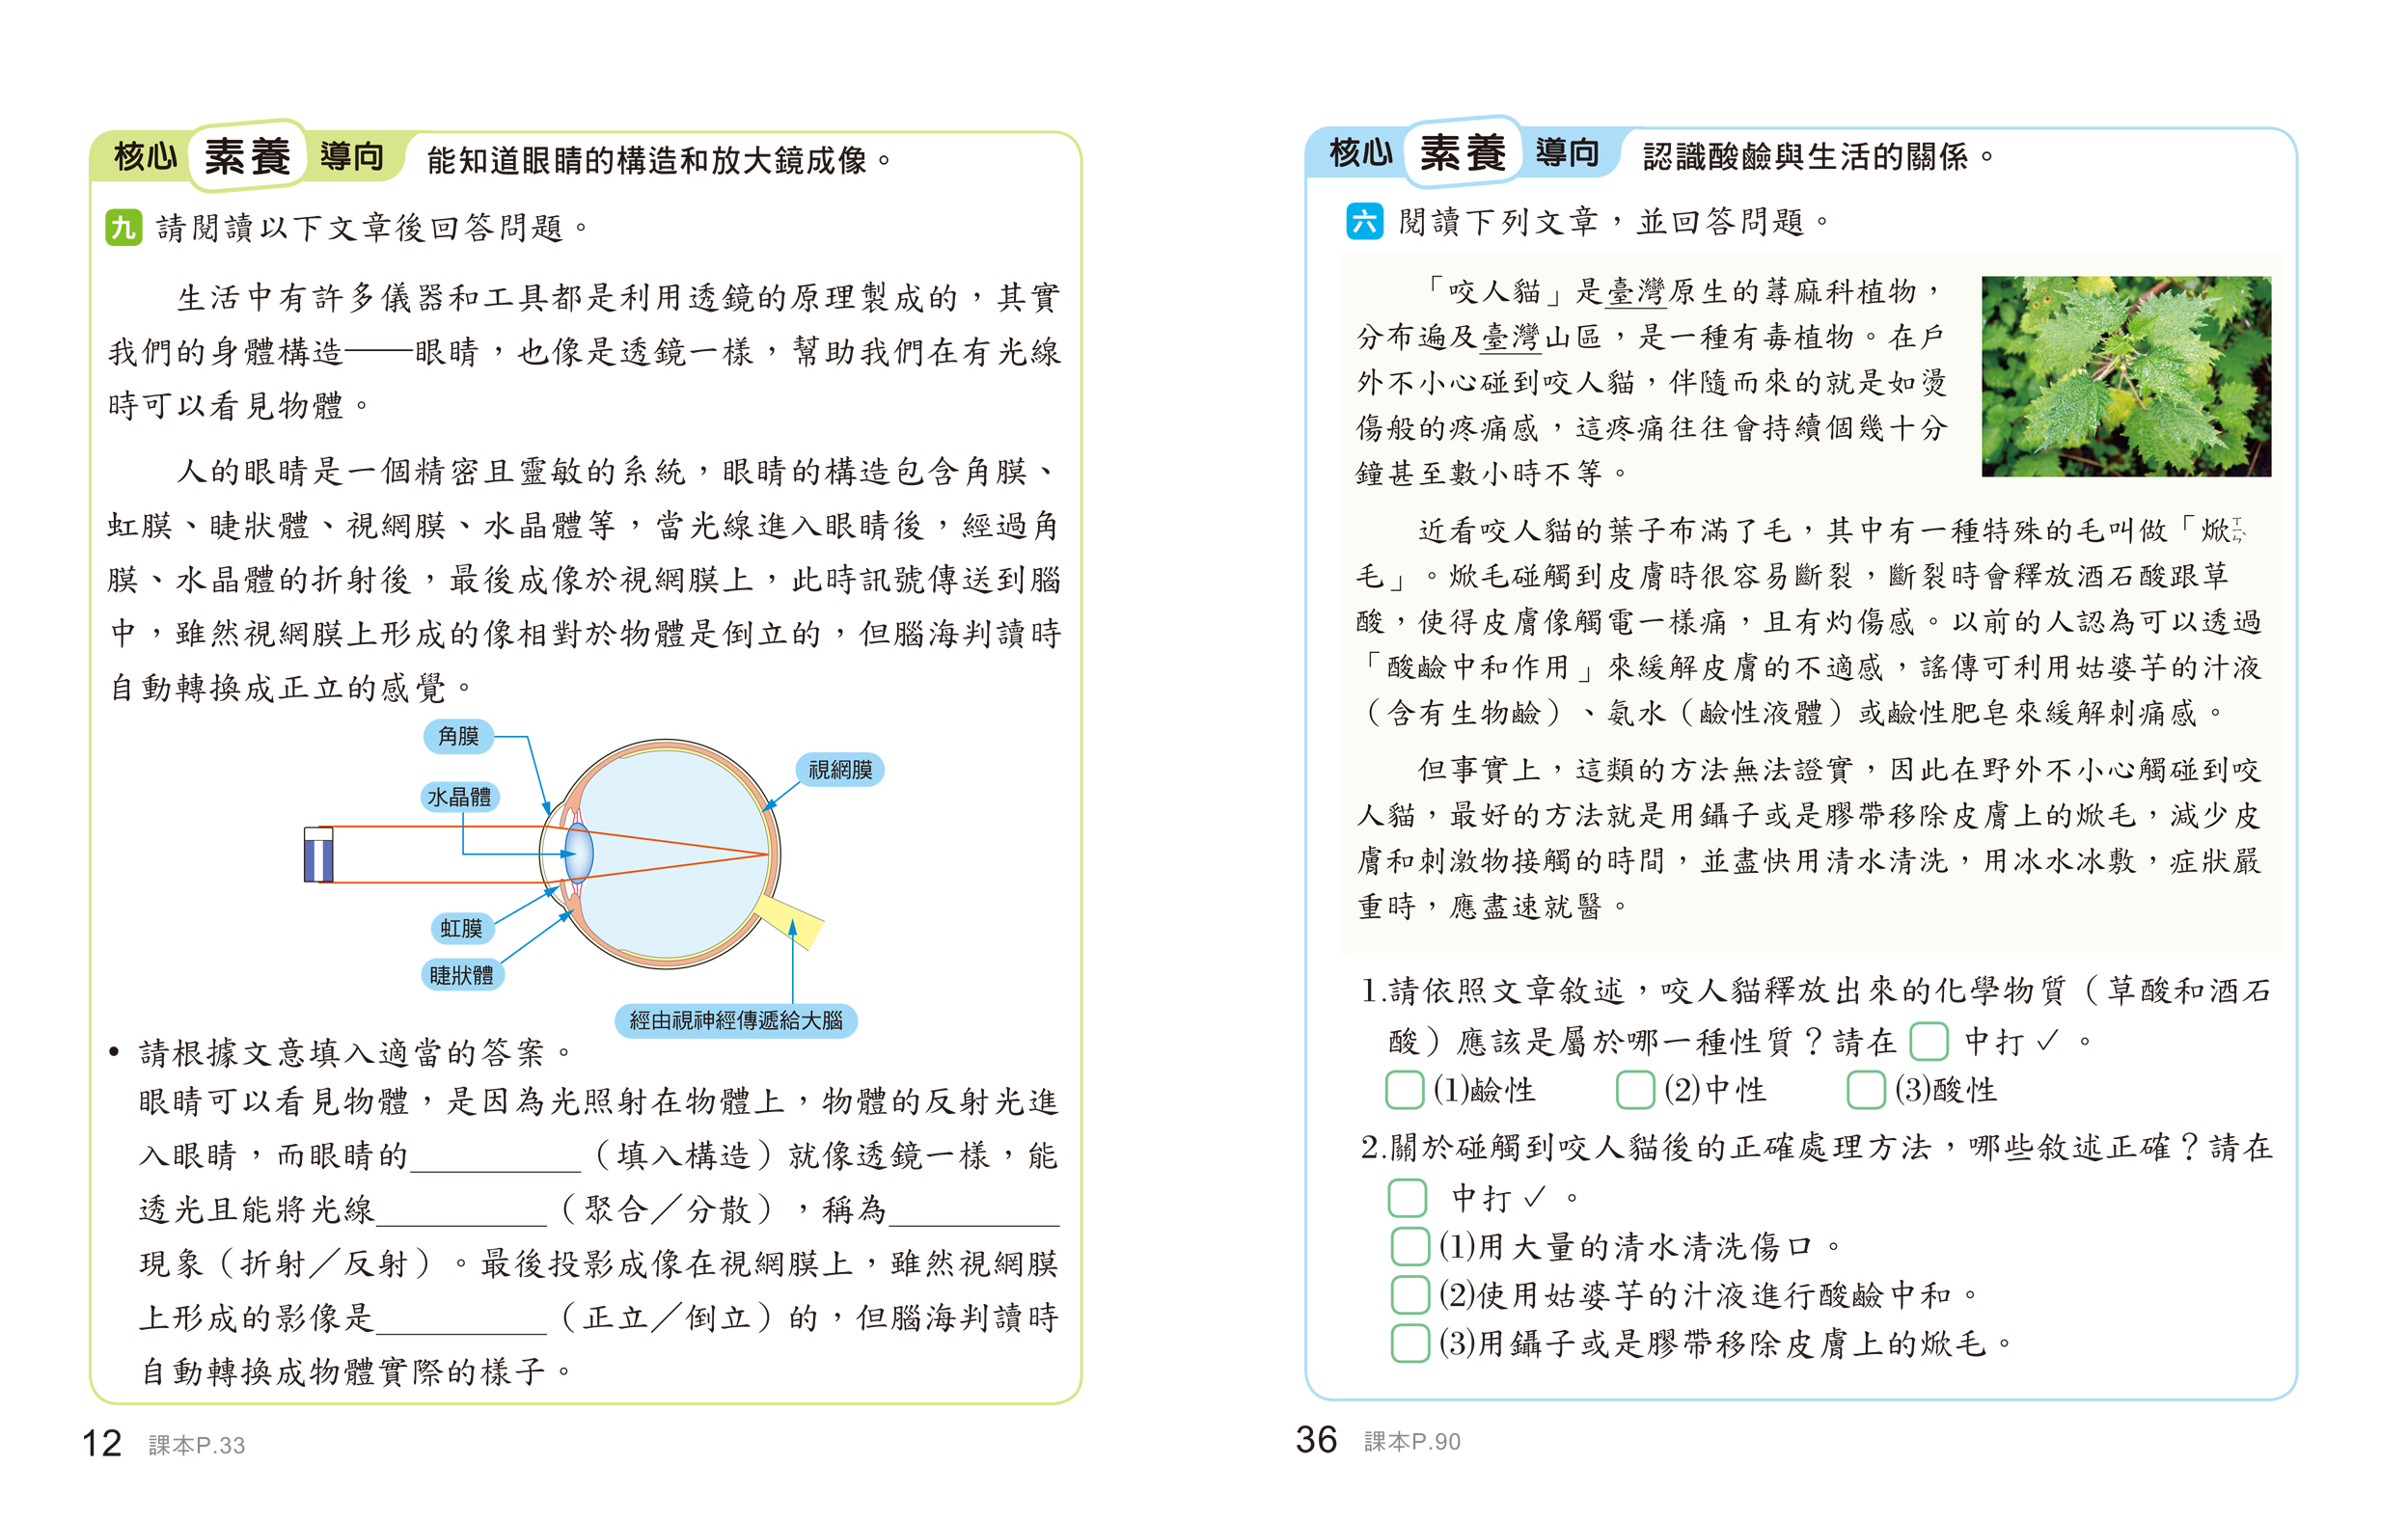 核心 素養 導向 能知道眼睛的構造和放大鏡成像。
九 請閱讀以下文章後回答問題。
生活中有許多儀器和工具都是利用透鏡的原理製成的，其實
我們的身體構造——眼睛，也像是透鏡一樣，幫助我們在有光線
時可以看見物體。
人的眼睛是一個精密且靈敏的系統，眼睛的構造包含角膜、
虹膜、睫狀體、視網膜、水晶體等，當光線進入眼睛後，經過角
膜、水晶體的折射後，最後成像於視網膜上，此時訊號傳送到腦
中，雖然視網膜上形成的像相對於物體是倒立的，但腦海判讀時
自動轉換成正立的感覺。
角膜
視網膜
水晶體
虹膜
睫狀體
經由視神經傳遞給大腦
• 請根據文意填入適當的答案。
眼睛可以看見物體，是因為光照射在物體上，物體的反射光進
入眼睛，而眼睛的__________（填入構造）就像透鏡一樣，能
透光且能將光線__________（聚合／分散），稱為__________
現象（折射／反射）。最後投影成像在視網膜上，雖然視網膜
上形成的影像是__________（正立／倒立）的，但腦海判讀時
自動轉換成物體實際的樣子。
12 課本P.33
核心 素養 導向 認識酸鹼與生活的關係。
六 閱讀下列文章，並回答問題。
「咬人貓」是臺灣原生的蕁麻科植物，
分布遍及臺灣山區，是一種有毒植物。在戶
外不小心碰到咬人貓，伴隨而來的就是如燙
傷般的疼痛感，這疼痛往往會持續個幾十分
鐘甚至數小時不等。
近看咬人貓的葉子布滿了毛，其中有一種特殊的毛叫做「焮ㄒㄧㄣˋ
毛」。焮毛碰觸到皮膚時很容易斷裂，斷裂時會釋放酒石酸跟草
酸，使得皮膚像觸電一樣痛，且有灼傷感。以前的人認為可以透過
「酸鹼中和作用」來緩解皮膚的不適感，謠傳可利用姑婆芋的汁液
（含有生物鹼）、氨水（鹼性液體）或鹼性肥皂來緩解刺痛感。
但事實上，這類的方法無法證實，因此在野外不小心觸碰到咬
人貓，最好的方法就是用鑷子或是膠帶移除皮膚上的焮毛，減少皮
膚和刺激物接觸的時間，並盡快用清水清洗，用冰水冰敷，症狀嚴
重時，應盡速就醫。
1.請依照文章敘述，咬人貓釋放出來的化學物質（草酸和酒石
酸）應該是屬於哪一種性質？請在□中打✓。
□(1)鹼性 □(2)中性 □(3)酸性
2.關於碰觸到咬人貓後的正確處理方法，哪些敘述正確？請在
□中打✓。
□(1)用大量的清水清洗傷口。
□(2)使用姑婆芋的汁液進行酸鹼中和。
□(3)用鑷子或是膠帶移除皮膚上的焮毛。
36 課本P.90